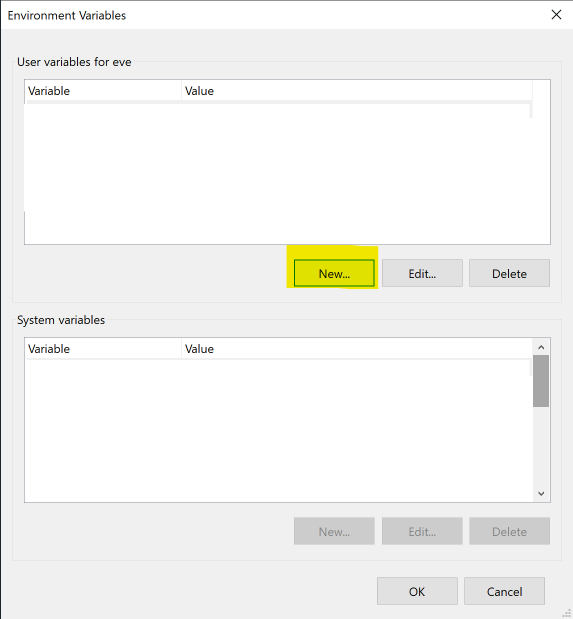 Environment Variables
User variables for eve
Variable Value
New... Edit... Delete
System variables
Variable Value
New... Edit... Delete
OK Cancel